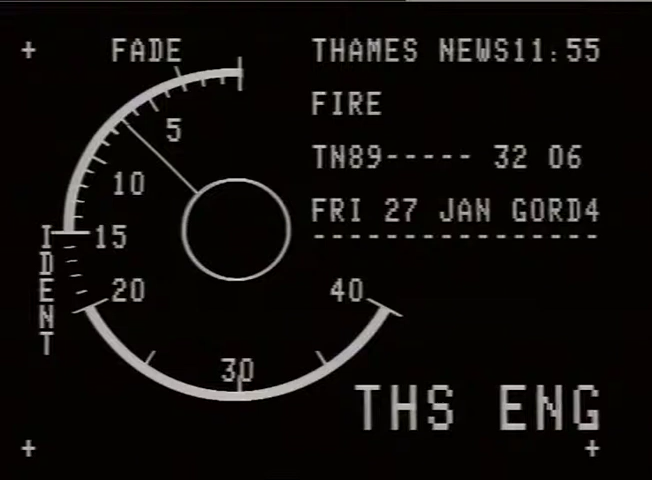 FADE
THAMES NEWS11:55
FIRE
TN89----- 32 06
FRI 27 JAN GORD4
----------------
5
10
15
20
30
40
IDENT
THS ENG